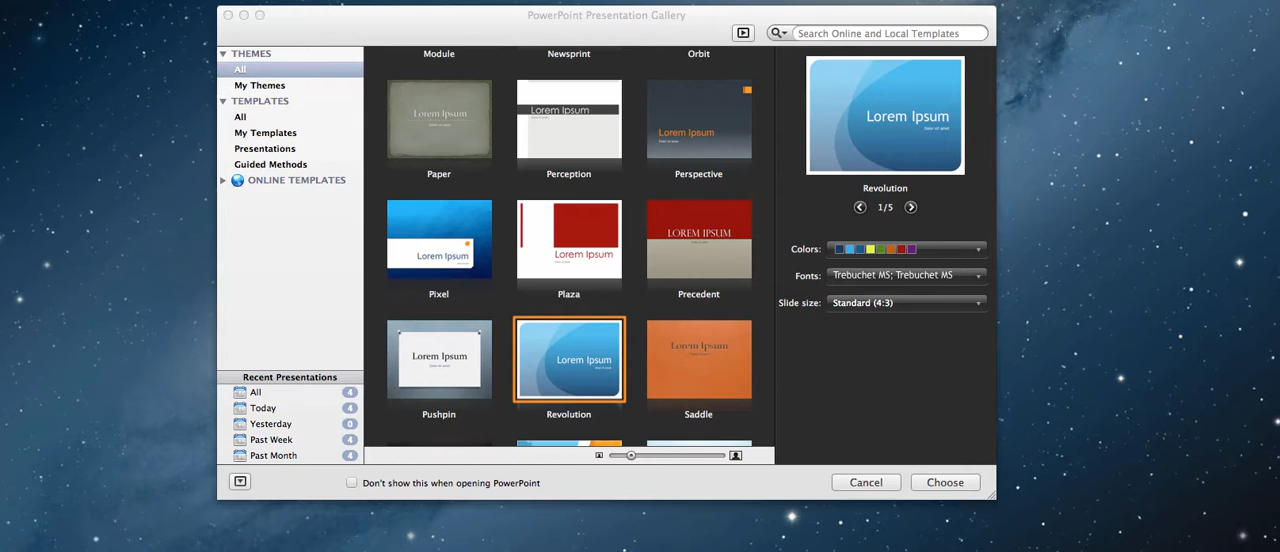 PowerPoint Presentation Gallery
Search Online and Local Templates
THEMES
All
My Themes
TEMPLATES
All
My Templates
Presentations
Guided Methods
ONLINE TEMPLATES
Recent Presentations
All 4
Today 4
Yesterday 0
Past Week 4
Past Month 4
Module Newsprint Orbit
Lorem Ipsum
Lorem Ipsum
Lorem Ipsum
Paper Perception Perspective
Lorem Ipsum
Lorem Ipsum
LOREM IPSUM
Pixel Plaza Precedent
Lorem Ipsum
Lorem Ipsum
Lorem Ipsum
Pushpin Revolution Saddle
Lorem Ipsum
Dolor sit amet
Revolution
1/5
Colors:
Fonts: Trebuchet MS; Trebuchet MS
Slide size: Standard (4:3)
Don't show this when opening PowerPoint
Cancel Choose